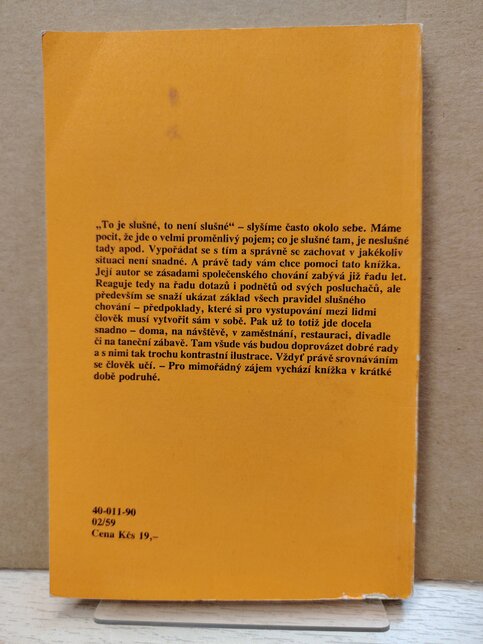 „To je slušné, to není slušné“ – slyšíme často okolo sebe. Máme
pocit, že jde o velmi proměnlivý pojem; co je slušné tam, je neslušné
tady apod. Vypořádat se s tím a správně se zachovat v jakékoliv
situaci není snadné. A právě tady vám chce pomoci tato knížka.
Její autor se zásadami společenského chování zabývá již řadu let.
Reaguje tedy na řadu dotazů i podnětů od svých posluchačů, ale
především se snaží ukázat základ všech pravidel slušného
chování – předpoklady, které si pro vystupování mezi lidmi
člověk musí vytvořit sám v sobě. Pak už to totiž jde docela
snadno – doma, na návštěvě, v zaměstnání, restauraci, divadle
či na taneční zábavě. Tam všude vás budou doprovázet dobré rady
a s nimi tak trochu kontrastní ilustrace. Vždyť právě srovnáváním
se člověk učí. – Pro mimořádný zájem vychází knížka v krátké
době podruhé.
40-011-90
02/59
Cena Kčs 19,–